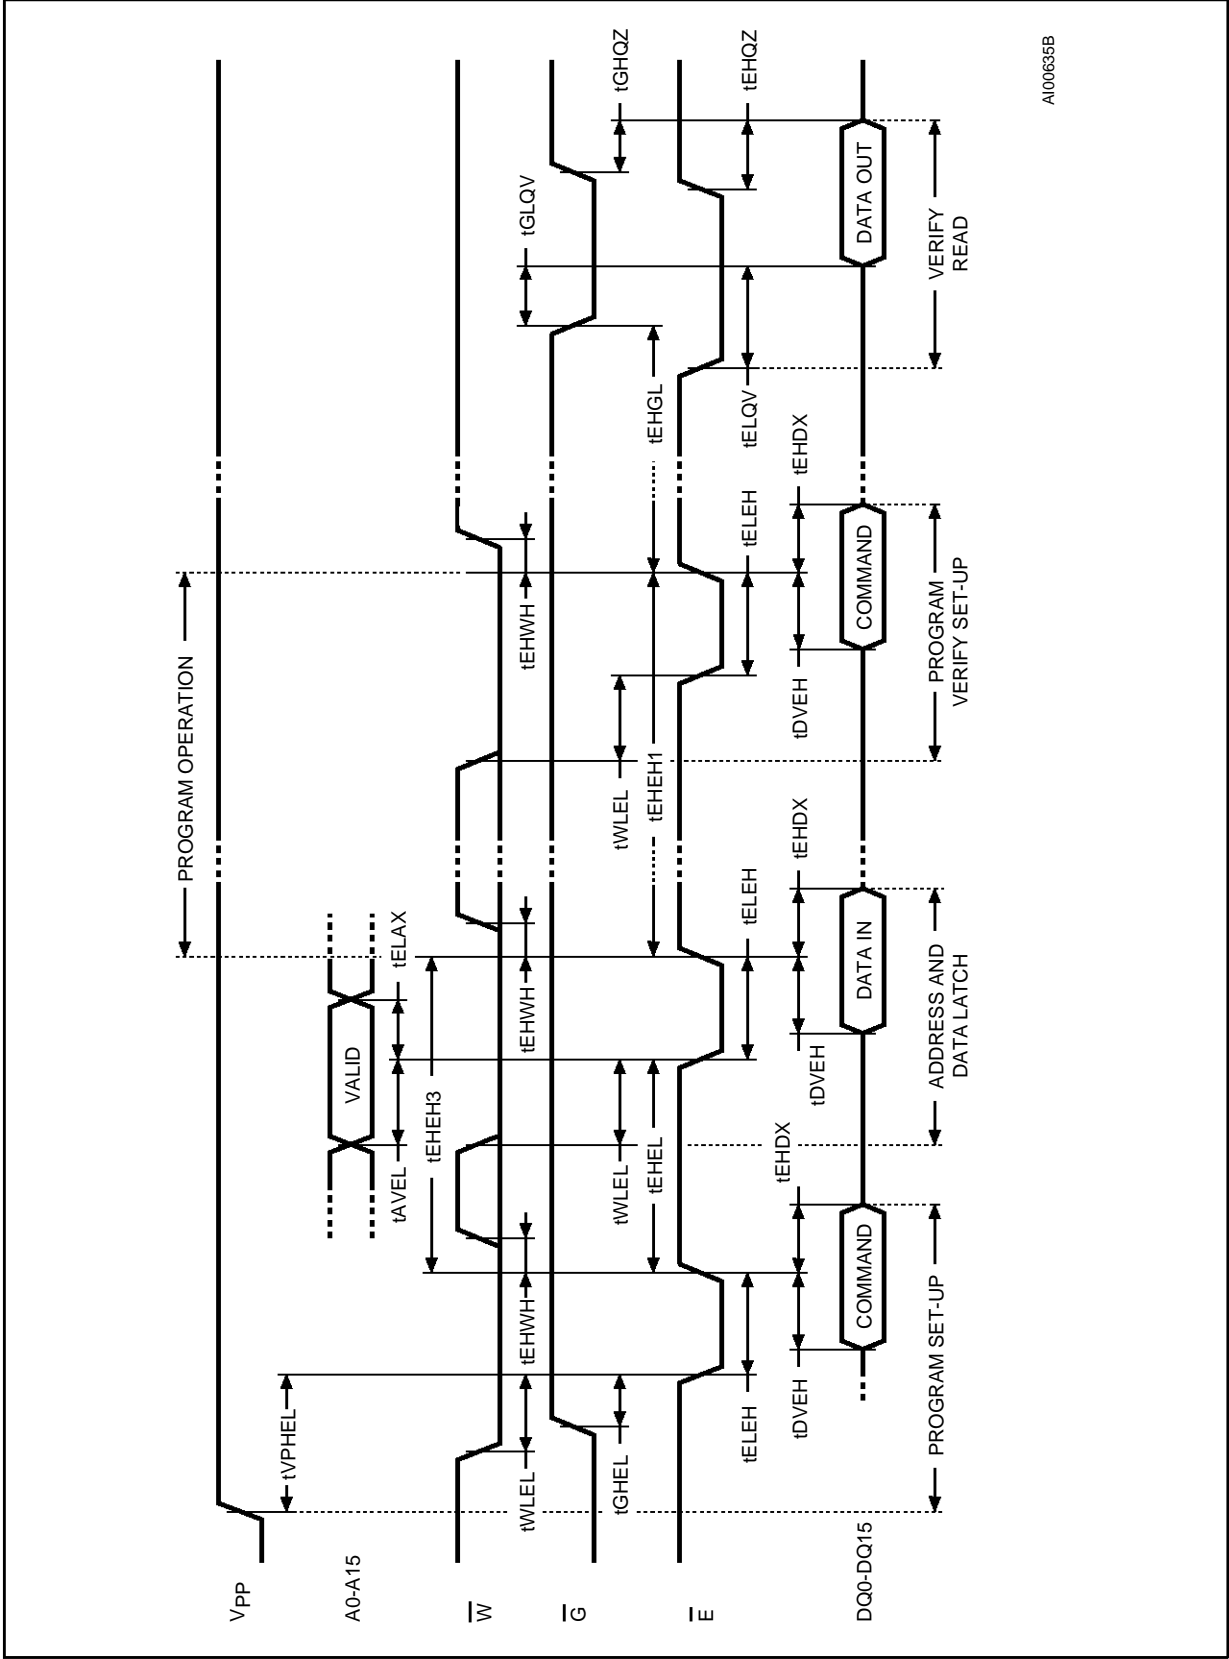 PROGRAM OPERATION
VPP
tVPHEL
A0-A15
VALID
tAVEL
tELAX
tEHEH3
W
tWLEL
tEHWH
tEHWH
tEHWH
tGLQV
G
tGHEL
tWLEL
tWLEL
tGHQZ
tEHEL
tEHEH1
tEHGL
E
tELEH
tELEH
tELEH
tELQV
tEHQZ
tDVEH
tEHDX
tDVEH
tEHDX
tDVEH
tEHDX
DQ0-DQ15
COMMAND
DATA IN
COMMAND
DATA OUT
PROGRAM SET-UP
ADDRESS AND
DATA LATCH
PROGRAM
VERIFY SET-UP
VERIFY
READ
AI00635B